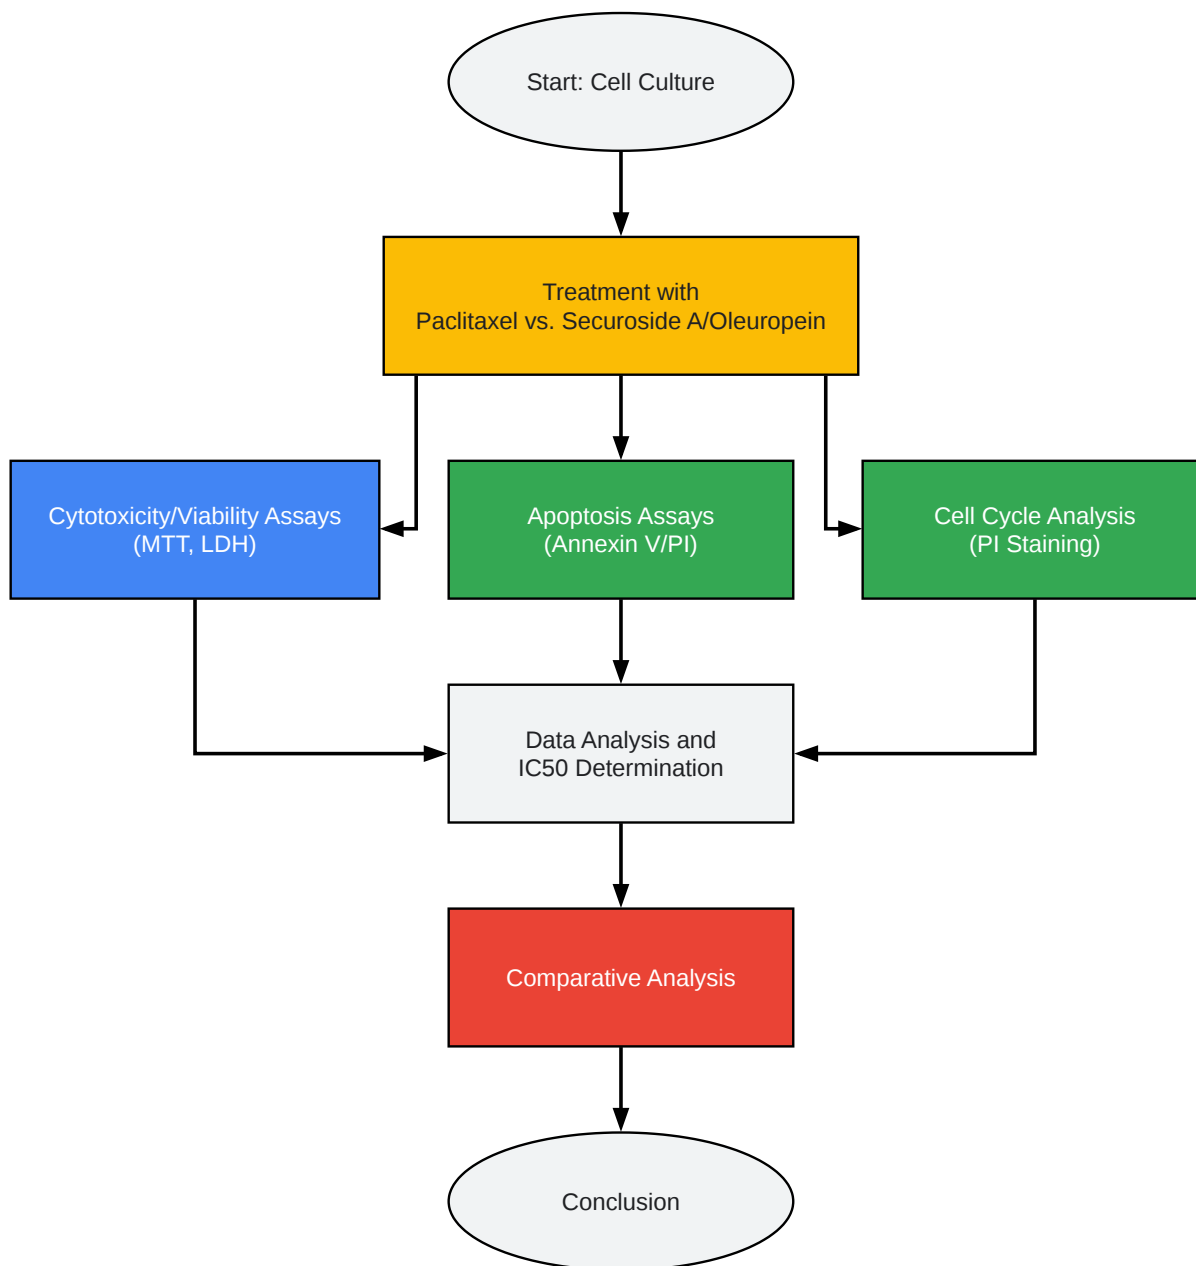 Start: Cell Culture
Treatment with
Paclitaxel vs. Securoside A/Oleuropein
Cytotoxicity/Viability Assays
(MTT, LDH)
Apoptosis Assays
(Annexin V/PI)
Cell Cycle Analysis
(PI Staining)
Data Analysis and
IC50 Determination
Comparative Analysis
Conclusion